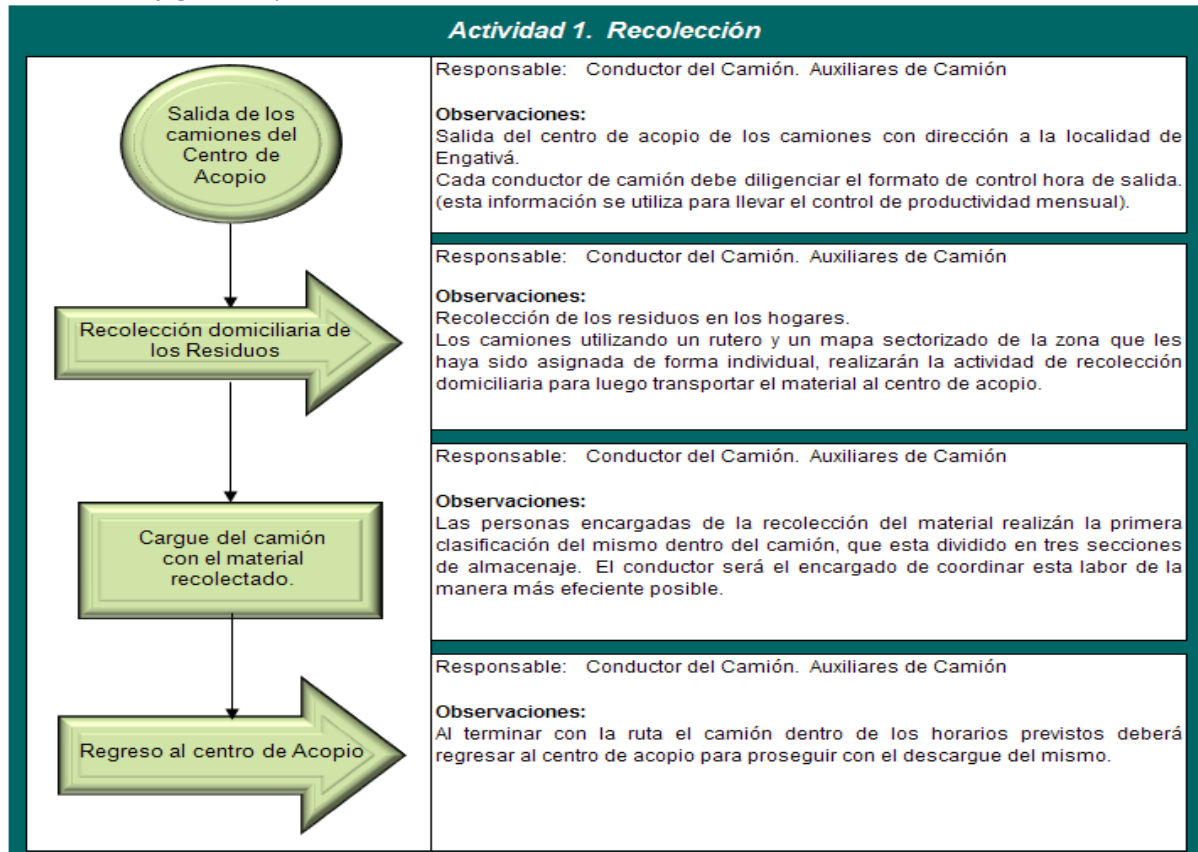 Actividad 1.  Recolección
Salida de los
camiones del
Centro de
Acopio
Responsable:   Conductor del Camión.  Auxiliares de Camión
Observaciones:
Salida del centro de acopio de los camiones con dirección a la localidad de
Engativá.
Cada conductor de camión debe diligenciar el formato de control hora de salida.
(esta información se utiliza para llevar el control de productividad mensual).
Recolección domiciliaria de
los Residuos
Responsable:   Conductor del Camión.  Auxiliares de Camión
Observaciones:
Recolección de los residuos en los hogares.
Los camiones utilizando un rutero y un mapa sectorizado de la zona que les
haya sido asignada de forma individual, realizarán la actividad de recolección
domiciliaria para luego transportar el material al centro de acopio.
Cargue del camión
con el material
recolectado.
Responsable:   Conductor del Camión.  Auxiliares de Camión
Observaciones:
Las personas encargadas de la recolección del material realizán la primera
clasificación del mismo dentro del camión, que esta dividido en tres secciones
de almacenaje.  El conductor será el encargado de coordinar esta labor de la
manera más efeciente posible.
Regreso al centro de Acopio
Responsable:   Conductor del Camión.  Auxiliares de Camión
Observaciones:
Al terminar con la ruta el camión dentro de los horarios previstos deberá
regresar al centro de acopio para proseguir con el descargue del mismo.